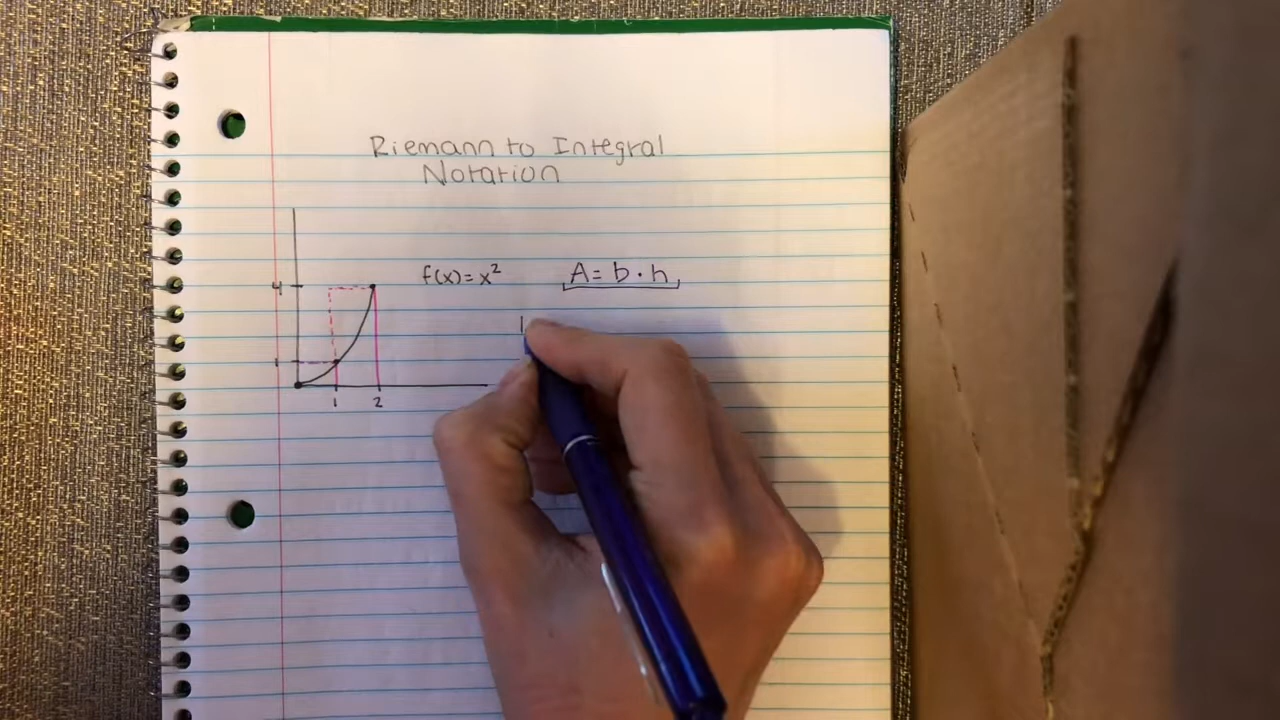 Riemann to Integral
Notation
f(x)=x² A=b·h
4
1
1 2